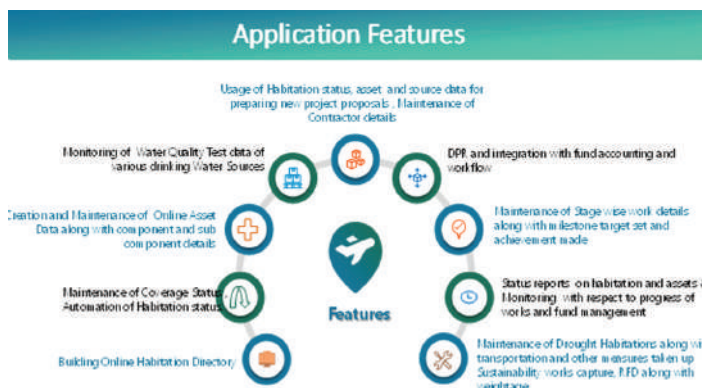 Application Features
Usage of Habitation status, asset and source data for
preparing new project proposals , Maintenance of
Contractor details
Monitoring of Water Quality Test data of
various drinking Water Sources
DPR and integration with fund accounting and
workflow
Creation and Maintenance of Online Asset
Data along with component and sub
component details
Maintenance of Stage wise work details
along with milestone target set and
achievement made
Maintenance of Coverage Status
Automation of Habitation status
Status reports on habitation and assets
Monitoring with respect to progress of
works and fund management
Features
Building Online Habitation Directory
Maintenance of Drought Habitations along
transportation and other measures taken up
Sustainability works capture, along with
weightage